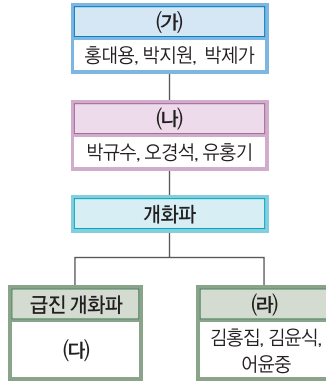 (가)
홍대용, 박지원, 박제가
(나)
박규수, 오경석, 유홍기
개화파
급진 개화파
(다)
(라)
김홍집, 김윤식,
어윤중